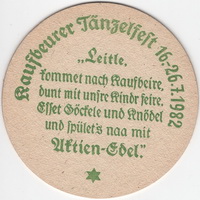 Kaufbeurer Tänzelfest 16.-26.7.1982
„Leitle,
kommet nach Kaufbeire,
dunt mit unsre Kindr feire.
Esset Göckele und Knödel
und spület's naa mit
Aktien-Edel."